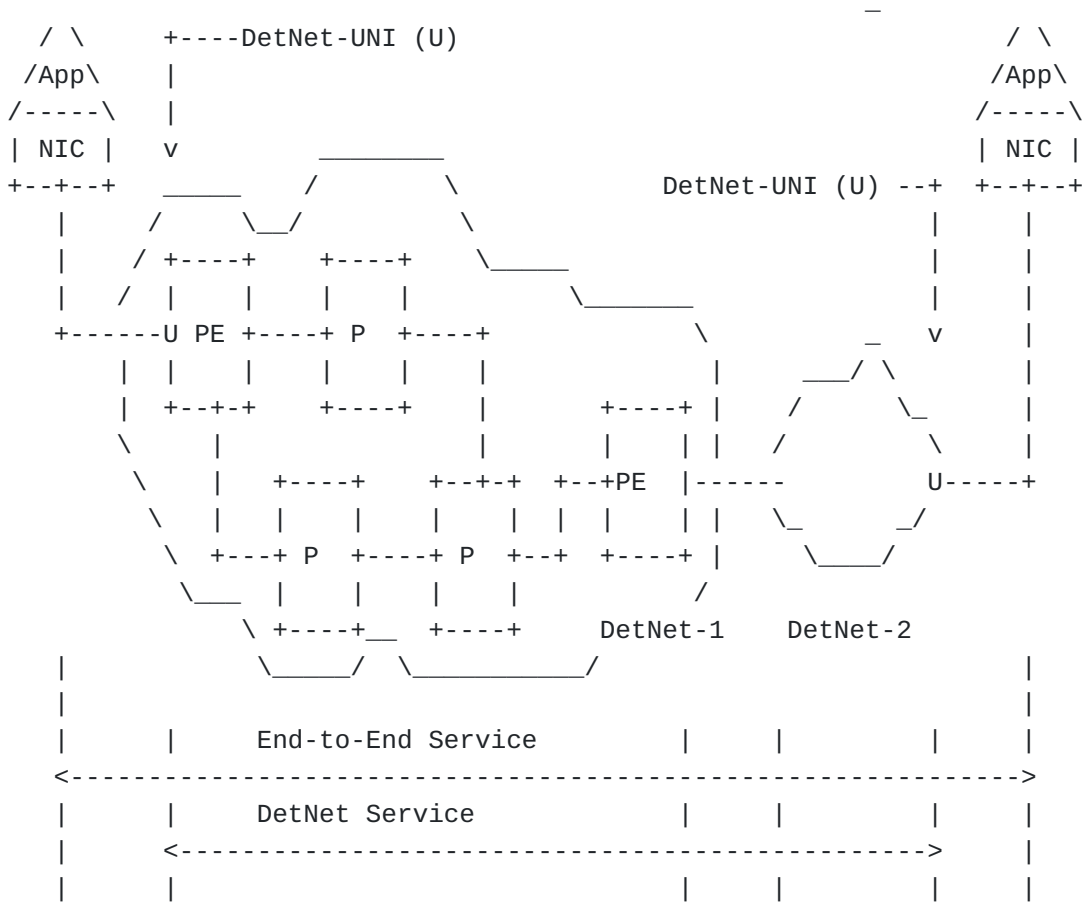 DetNet-UNI (U)
App App
NIC v NIC
DetNet-UNI (U)
U PE P v
PE U
P P
DetNet-1 DetNet-2
End-to-End Service
DetNet Service